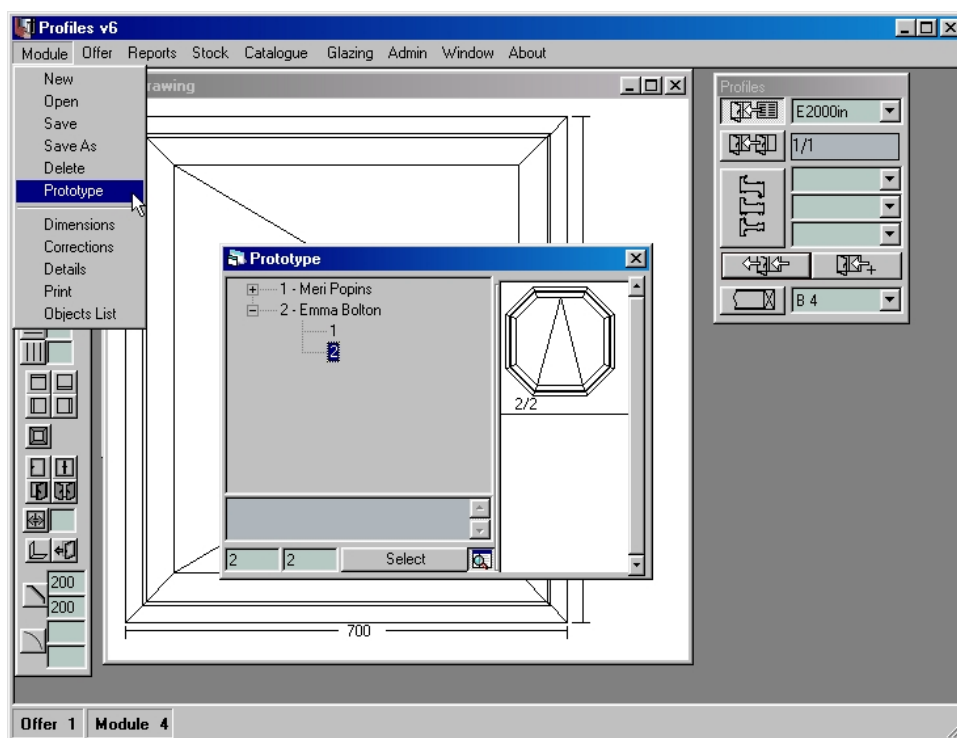 Profiles v6
Module Offer Reports Stock Catalogue Glazing Admin Window About
New
Open
Save
Save As
Delete
Prototype
Dimensions
Corrections
Details
Print
Objects List
rawing
Profiles
E2000in
1/1
B 4
Prototype
1 - Meri Popins
2 - Emma Bolton
1
2
2/2
2 2 Select
200
200
700
Offer 1 Module 4